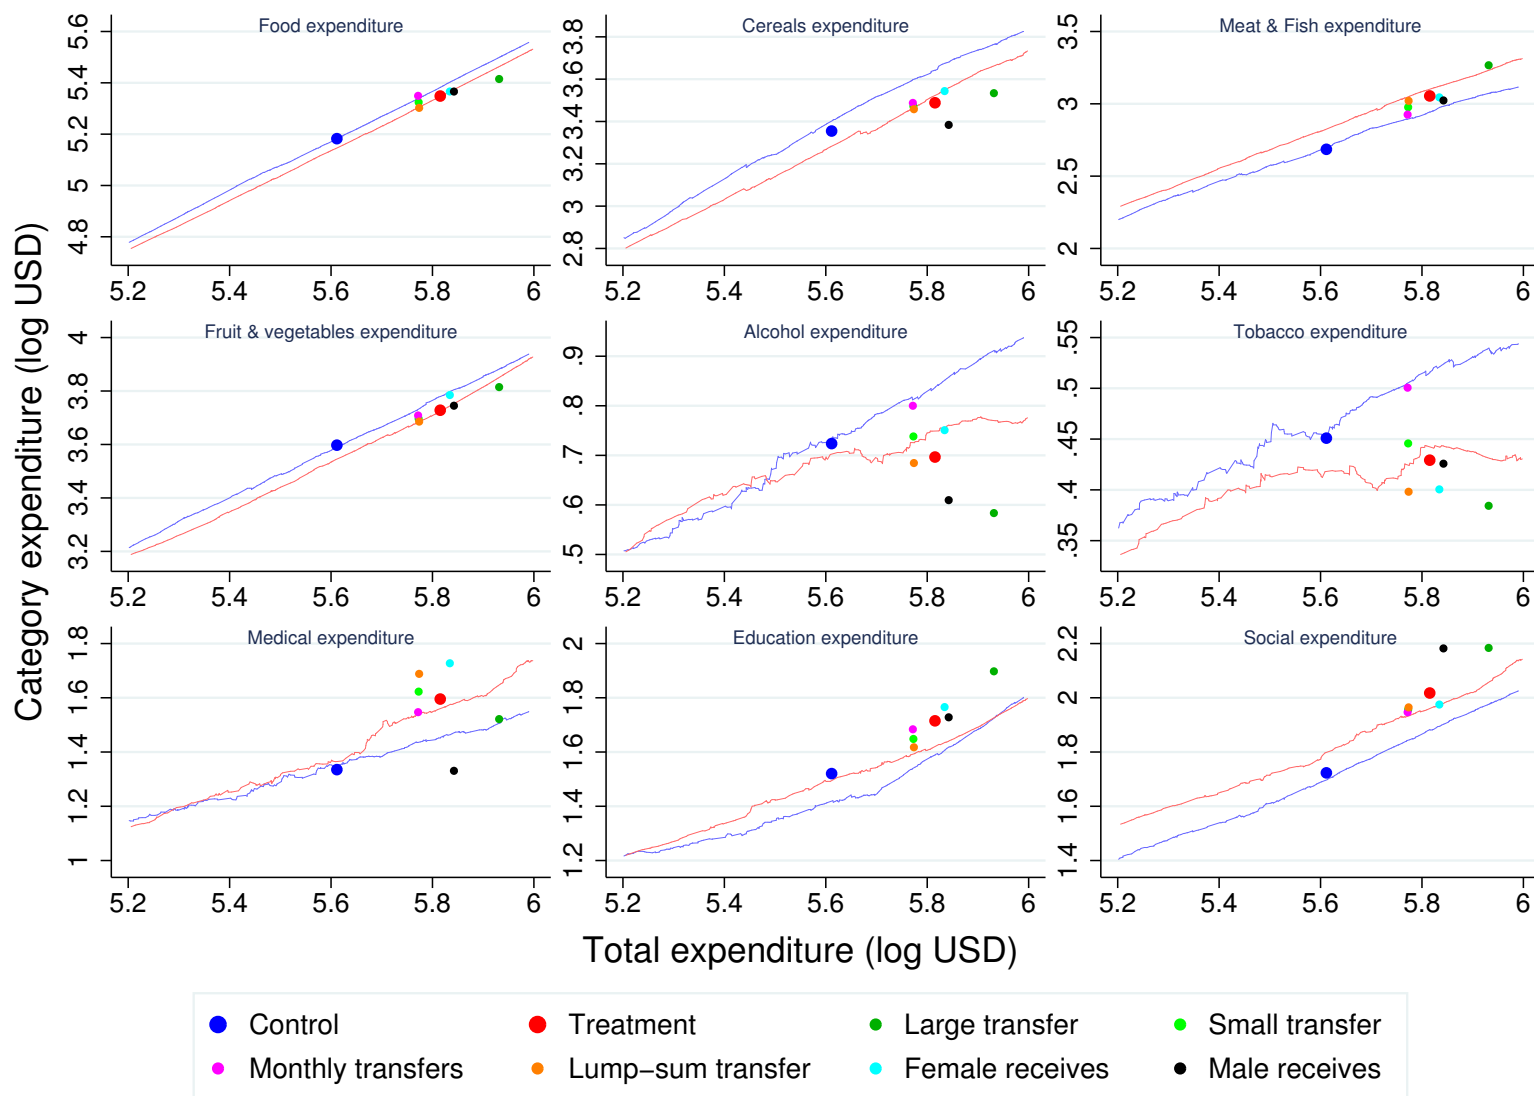 Category expenditure (log USD)
Food expenditure
4.8 5 5.2 5.4 5.6
5.2 5.4 5.6 5.8 6
Cereals expenditure
2.8 3 3.2 3.4 3.6 3.8
5.2 5.4 5.6 5.8 6
Meat & Fish expenditure
2 2.5 3 3.5
5.2 5.4 5.6 5.8 6
Fruit & vegetables expenditure
3.2 3.4 3.6 3.8 4
5.2 5.4 5.6 5.8 6
Alcohol expenditure
.5 .6 .7 .8 .9
5.2 5.4 5.6 5.8 6
Tobacco expenditure
.35 .4 .45 .5 .55
5.2 5.4 5.6 5.8 6
Medical expenditure
1 1.2 1.4 1.6 1.8
5.2 5.4 5.6 5.8 6
Education expenditure
1.2 1.4 1.6 1.8 2
5.2 5.4 5.6 5.8 6
Social expenditure
1.4 1.6 1.8 2 2.2
5.2 5.4 5.6 5.8 6
Total expenditure (log USD)
Control Treatment Large transfer Small transfer
Monthly transfers Lump−sum transfer Female receives Male receives